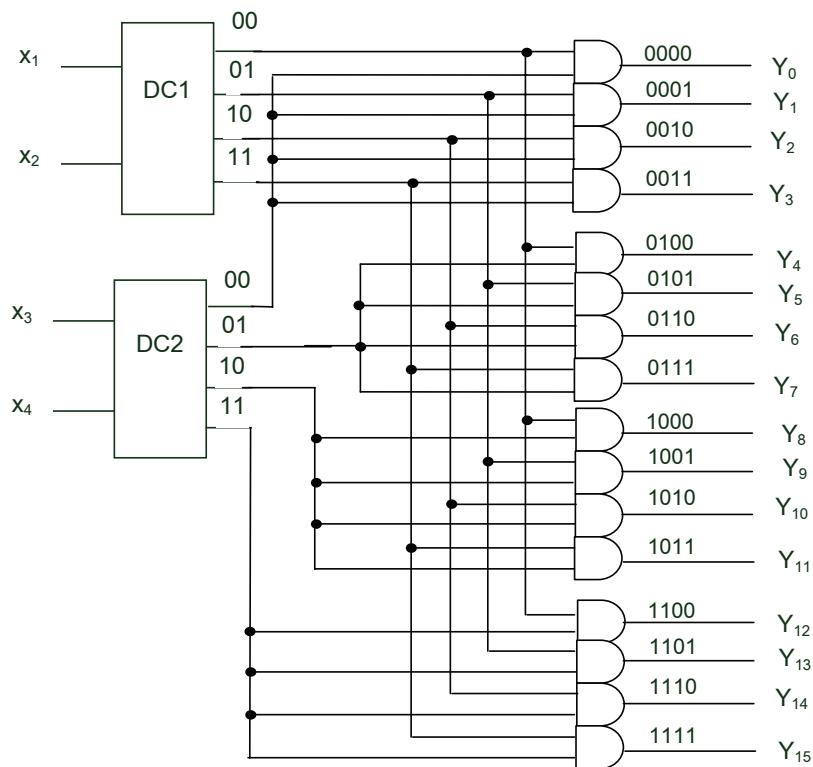 00
x₁
0000
Y₀
01
DC1
0001
Y₁
10
0010
Y₂
x₂
11
0011
Y₃
00
0100
Y₄
x₃
01
0101
Y₅
DC2
0110
Y₆
10
0111
Y₇
x₄
11
1000
Y₈
1001
Y₉
1010
Y₁₀
1011
Y₁₁
1100
Y₁₂
1101
Y₁₃
1110
Y₁₄
1111
Y₁₅